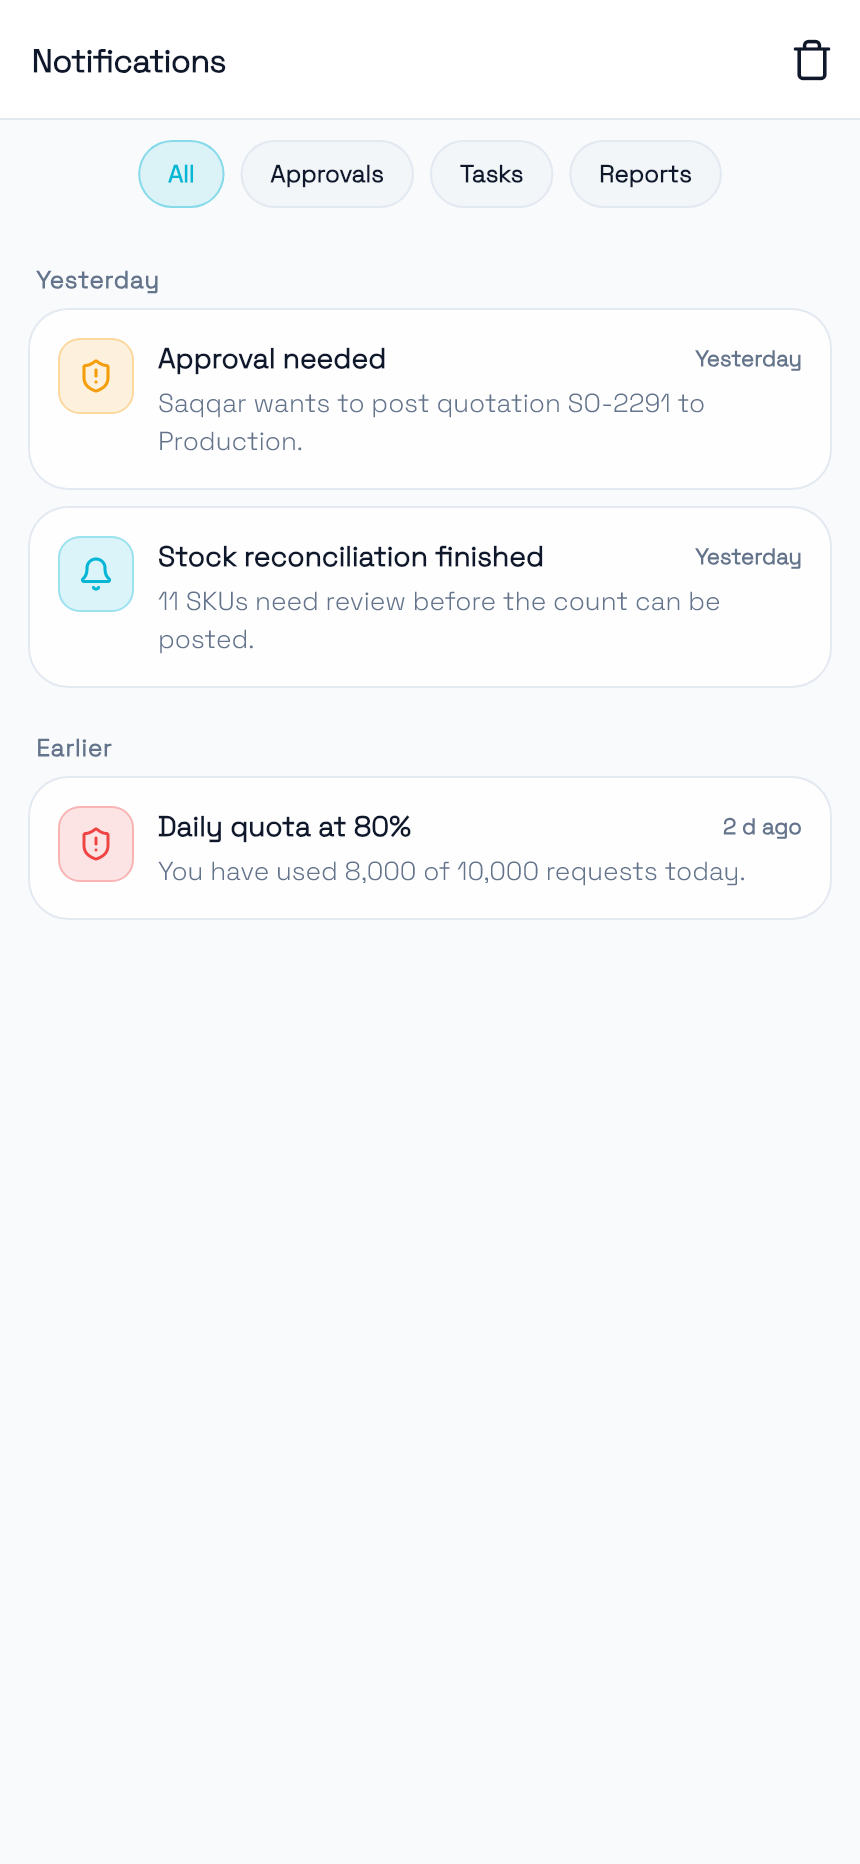 Notifications
All Approvals Tasks Reports
Yesterday
Approval needed Yesterday
Saqqar wants to post quotation SO-2291 to
Production.
Stock reconciliation finished Yesterday
11 SKUs need review before the count can be
posted.
Earlier
Daily quota at 80% 2 d ago
You have used 8,000 of 10,000 requests today.